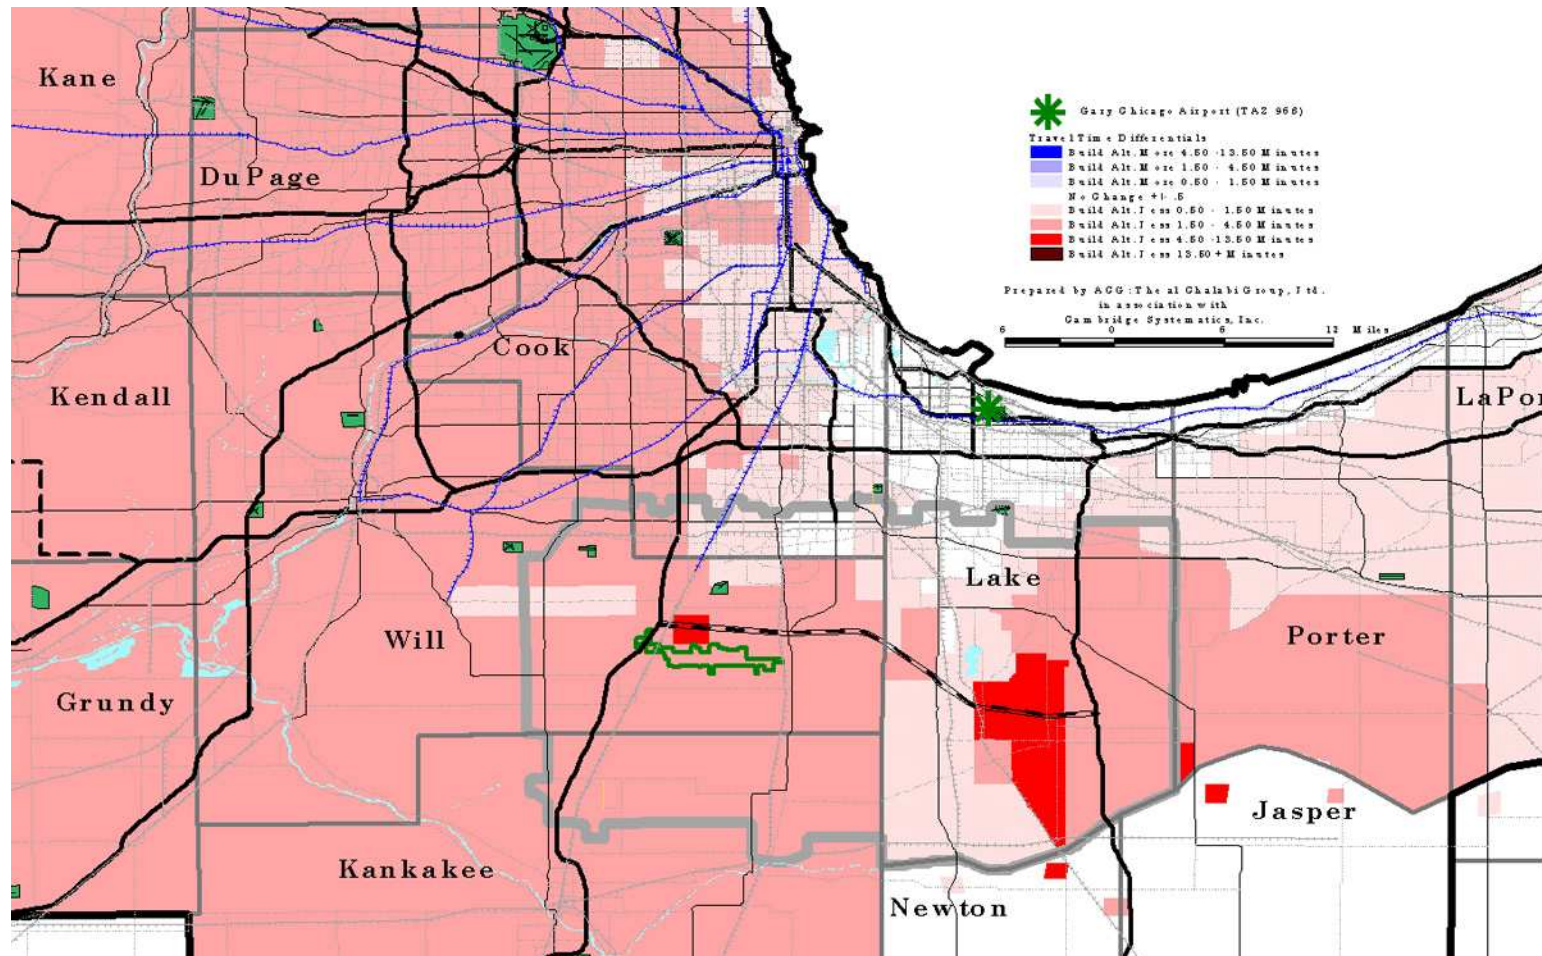 Kane
DuPage
Gary Chicago Airport (TAZ 966)
Travel Time Differentials
Build Alt. More 4.50 - 13.50 Minutes
Build Alt. More 1.50 - 4.50 Minutes
Build Alt. More 0.50 - 1.50 Minutes
No Change +/- .5
Build Alt. Less 0.50 - 1.50 Minutes
Build Alt. Less 1.50 - 4.50 Minutes
Build Alt. Less 4.50 - 13.50 Minutes
Build Alt. Less 13.50 + Minutes
Prepared by ACG: The al Chalabi Group, Ltd.
in association with
Cambridge Systematics, Inc.
6 0 6 12 Miles
Cook
Kendall
LaPor
Lake
Will
Porter
Grundy
Jasper
Kankakee
Newton